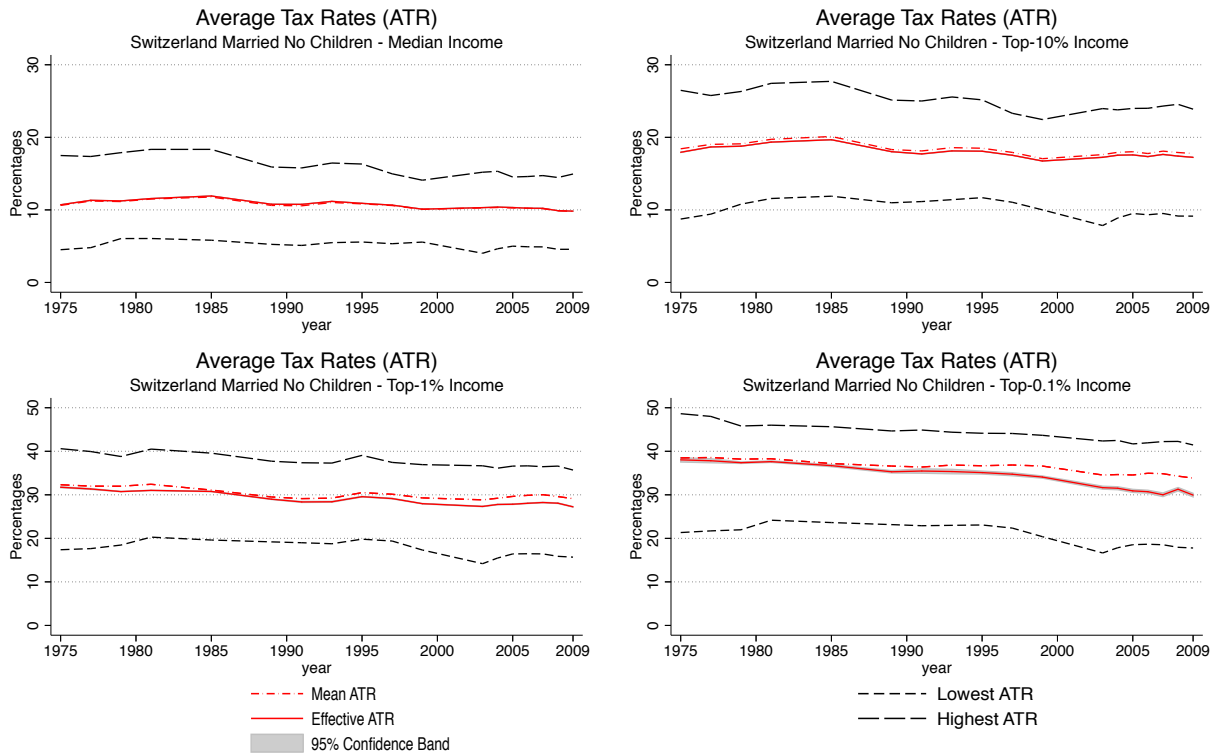 Average Tax Rates (ATR)
Switzerland Married No Children - Median Income
Percentages
30
20
10
0
1975 1980 1985 1990 1995 2000 2005 2009
year
Average Tax Rates (ATR)
Switzerland Married No Children - Top-10% Income
Percentages
30
20
10
0
1975 1980 1985 1990 1995 2000 2005 2009
year
Average Tax Rates (ATR)
Switzerland Married No Children - Top-1% Income
Percentages
50
40
30
20
10
0
1975 1980 1985 1990 1995 2000 2005 2009
year
Average Tax Rates (ATR)
Switzerland Married No Children - Top-0.1% Income
Percentages
50
40
30
20
10
0
1975 1980 1985 1990 1995 2000 2005 2009
year
Mean ATR
Effective ATR
95% Confidence Band
Lowest ATR
Highest ATR